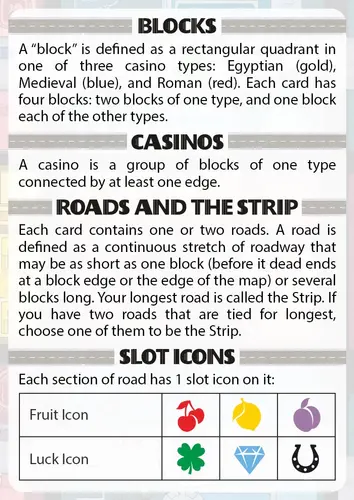 BLOCKS
A “block” is defined as a rectangular quadrant in
one of three casino types: Egyptian (gold),
Medieval (blue), and Roman (red). Each card has
four blocks: two blocks of one type, and one block
each of the other types.
CASINOS
A casino is a group of blocks of one type
connected by at least one edge.
ROADS AND THE STRIP
Each card contains one or two roads. A road is
defined as a continuous stretch of roadway that
may be as short as one block (before it dead ends
at a block edge or the edge of the map) or several
blocks long. Your longest road is called the Strip. If
you have two roads that are tied for longest,
choose one of them to be the Strip.
SLOT ICONS
Each section of road has 1 slot icon on it:
Fruit Icon
Luck Icon